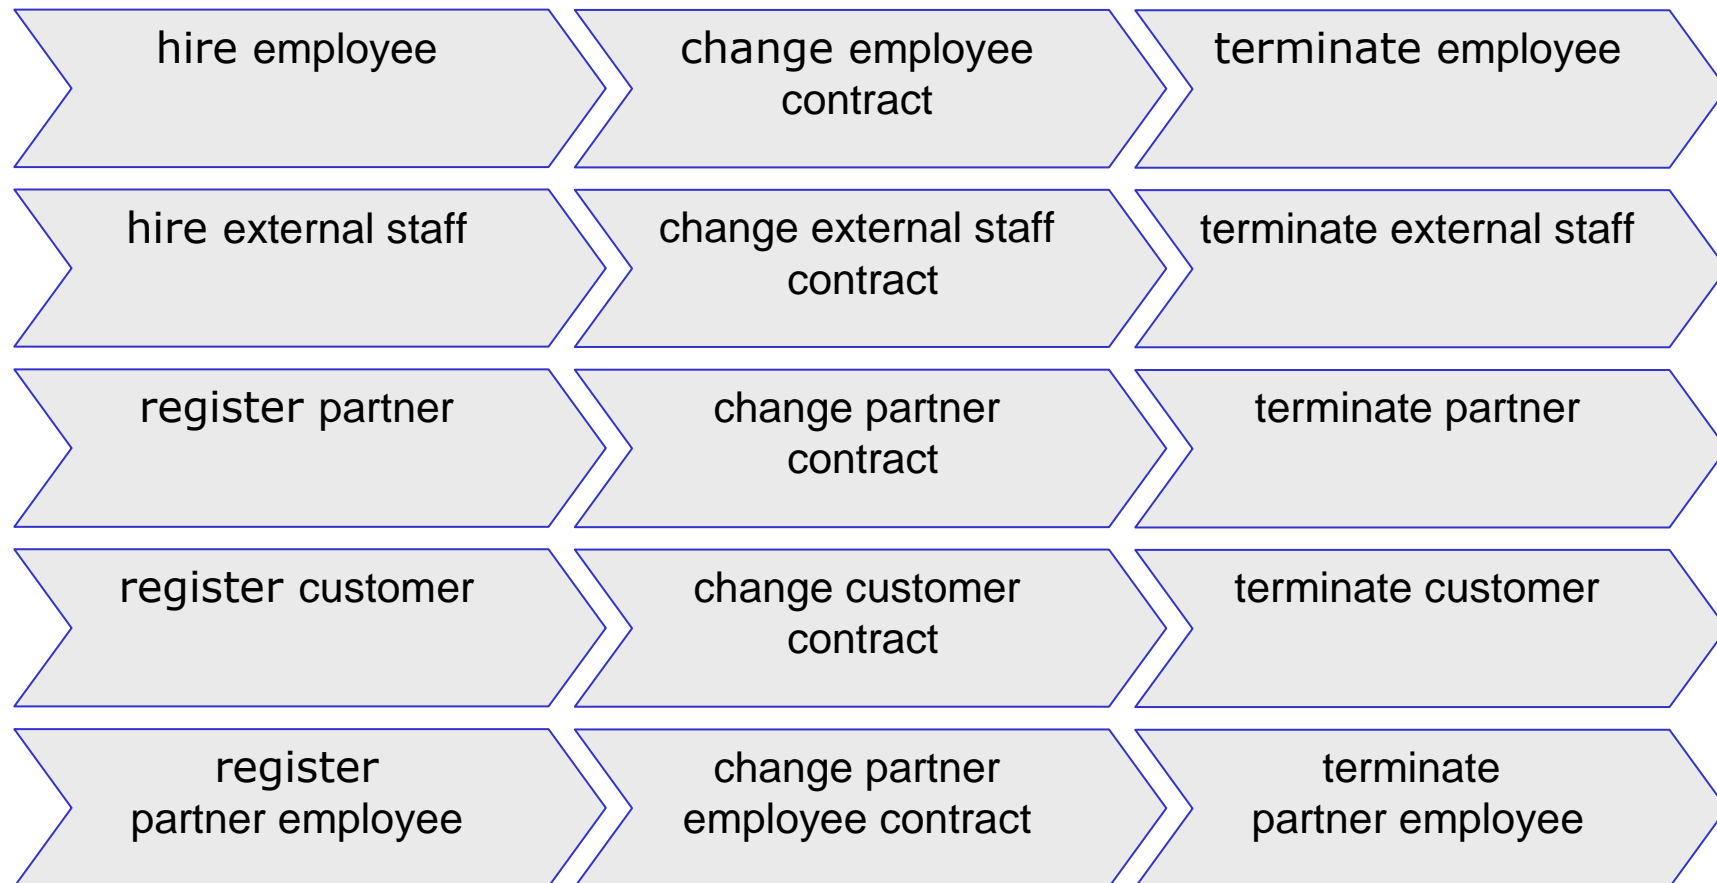 hire employee
change employee
contract
terminate employee
hire external staff
change external staff
contract
terminate external staff
register partner
change partner
contract
terminate partner
register customer
change customer
contract
terminate customer
register
partner employee
change partner
employee contract
terminate
partner employee